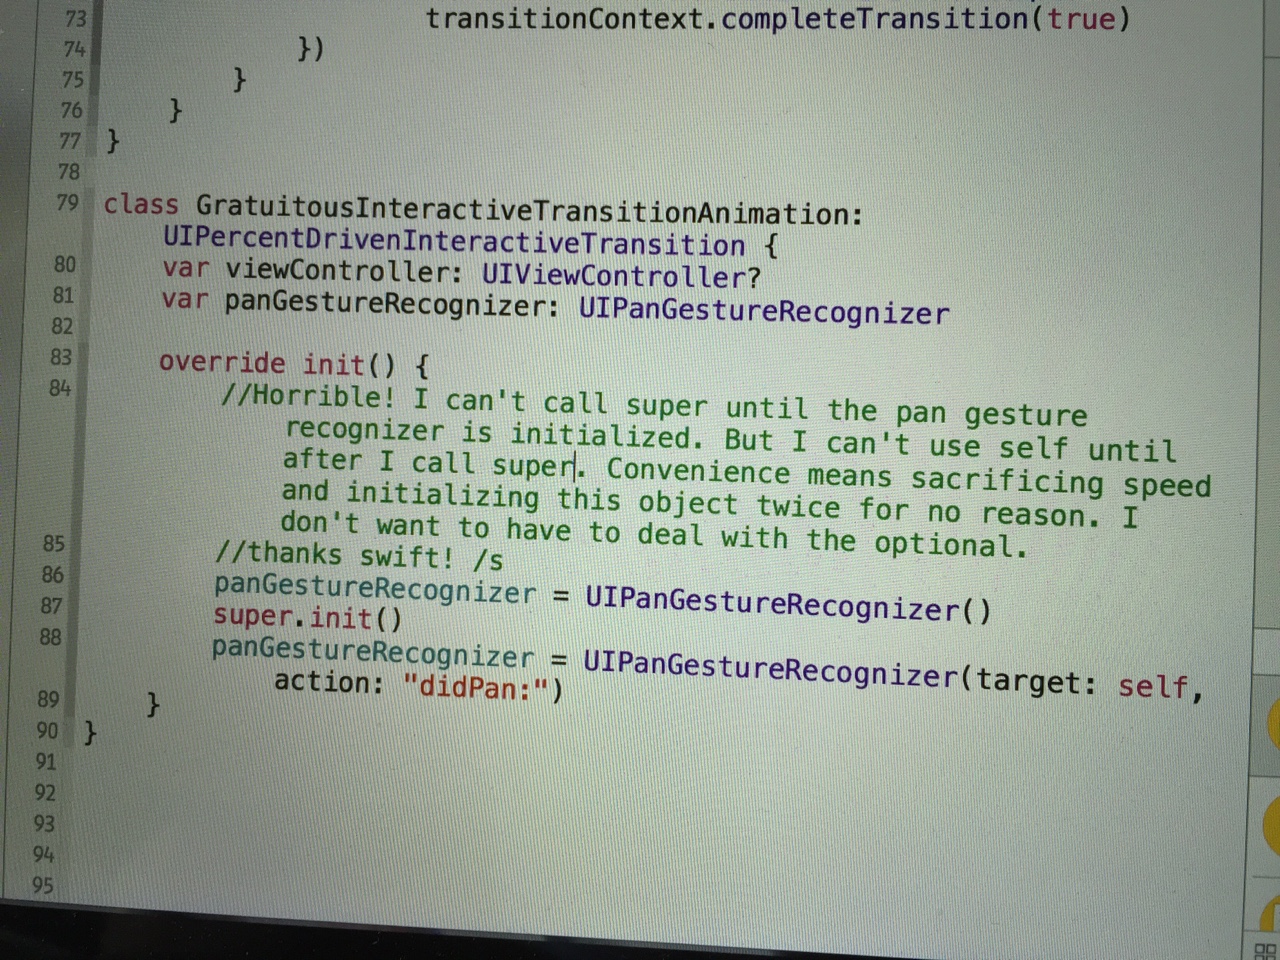 73 transitionContext.completeTransition(true)
74 })
75 }
76 }
77 }
78
79 class GratuitousInteractiveTransitionAnimation:
UIPercentDrivenInteractiveTransition {
80 var viewController: UIViewController?
81 var panGestureRecognizer: UIPanGestureRecognizer
82
83 override init() {
84 //Horrible! I can't call super until the pan gesture
recognizer is initialized. But I can't use self until
after I call super. Convenience means sacrificing speed
and initializing this object twice for no reason. I
don't want to have to deal with the optional.
85 //thanks swift! /s
86 panGestureRecognizer = UIPanGestureRecognizer()
87 super.init()
88 panGestureRecognizer = UIPanGestureRecognizer(target: self,
action: "didPan:")
89 }
90 }
91
92
93
94
95